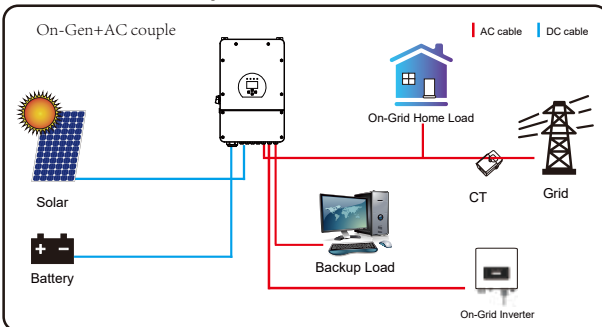 On-Gen+AC couple
AC cable
DC cable
On-Grid Home Load
Solar
CT
Grid
Battery
Backup Load
On-Grid Inverter